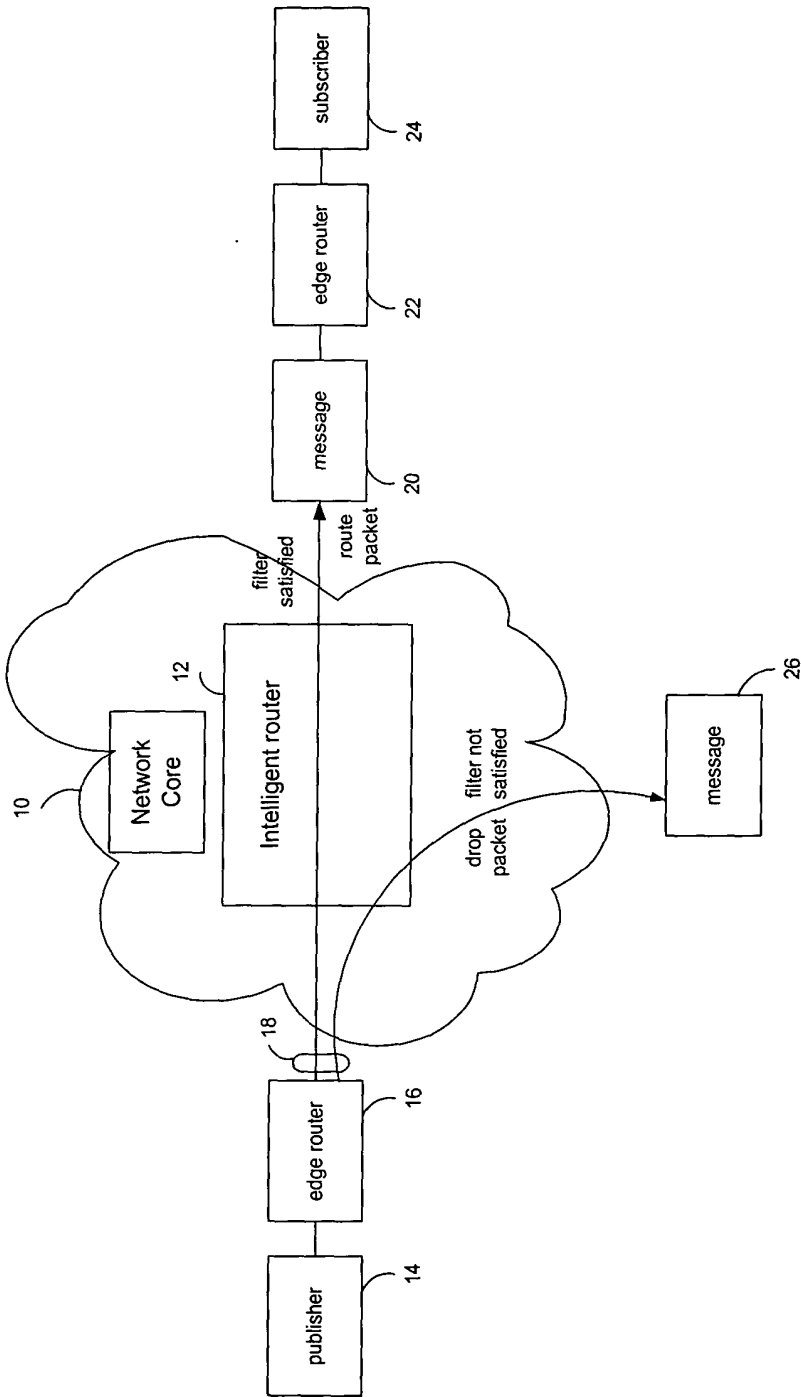 10
Network
Core
12
Intelligent router
filter
satisfied
route
packet
18
publisher
14
edge router
16
message
20
edge router
22
subscriber
24
drop
packet
filter not
satisfied
message
26